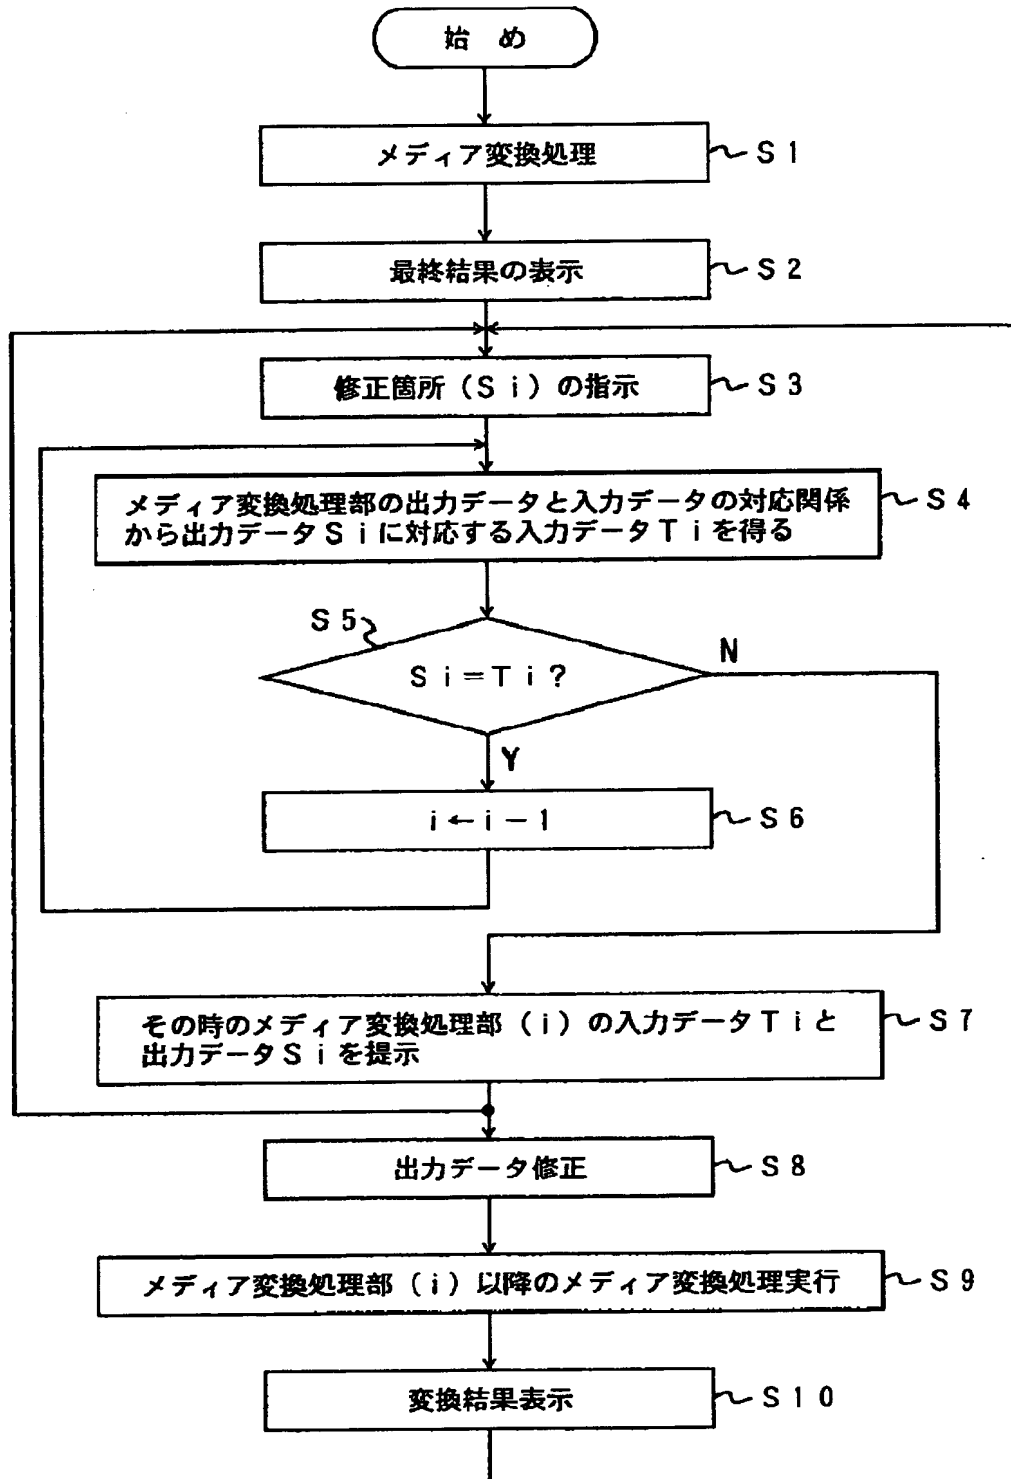 始 め
メディア変換処理
S1
最終結果の表示
S2
修正箇所(Si)の指示
S3
メディア変換処理部の出力データと入力データの対応関係
から出力データSiに対応する入力データTiを得る
S4
S5
Si=Ti?
N
Y
i←i-1
S6
その時のメディア変換処理部(i)の入力データTiと
出力データSiを提示
S7
出力データ修正
S8
メディア変換処理部(i)以降のメディア変換処理実行
S9
変換結果表示
S10